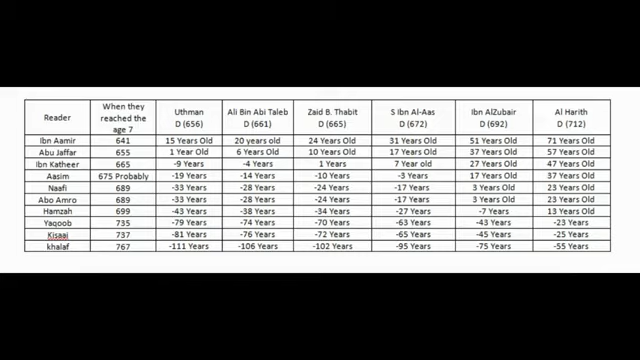 Reader | When they reached the age 7 | Uthman D (656) | Ali Bin Abi Taleb D (661) | Zaid B. Thabit D (665) | S Ibn Al-Aas D (672) | Ibn AlZubair D (692) | Al Harith D (712)
Ibn Aamir | 641 | 15 Years Old | 20 years old | 24 Years Old | 31 Years Old | 51 Years Old | 71 Years Old
Abu Jaffar | 655 | 1 Year Old | 6 Years Old | 10 Years Old | 17 Years Old | 37 Years Old | 57 Years Old
Ibn Katheer | 665 | -9 Years | -4 Years | 1 Years | 7 Year old | 27 Years Old | 47 Years Old
Aasim | 675 Probably | -19 Years | -14 Years | -10 Years | -3 Years | 17 Years Old | 37 Years Old
Naafi | 689 | -33 Years | -28 Years | -24 Years | -17 Years | 3 Years Old | 23 Years Old
Abo Amro | 689 | -33 Years | -28 Years | -24 Years | -17 Years | 3 Years Old | 23 Years Old
Hamzah | 699 | -43 Years | -38 Years | -34 Years | -27 Years | -7 Years | 13 Years Old
Yaqoob | 735 | -79 Years | -74 Years | -70 Years | -63 Years | -43 Years | -23 Years
Kisaai | 737 | -81 Years | -76 Years | -72 Years | -65 Years | -45 Years | -25 Years
khalaf | 767 | -111 Years | -106 Years | -102 Years | -95 Years | -75 Years | -55 Years